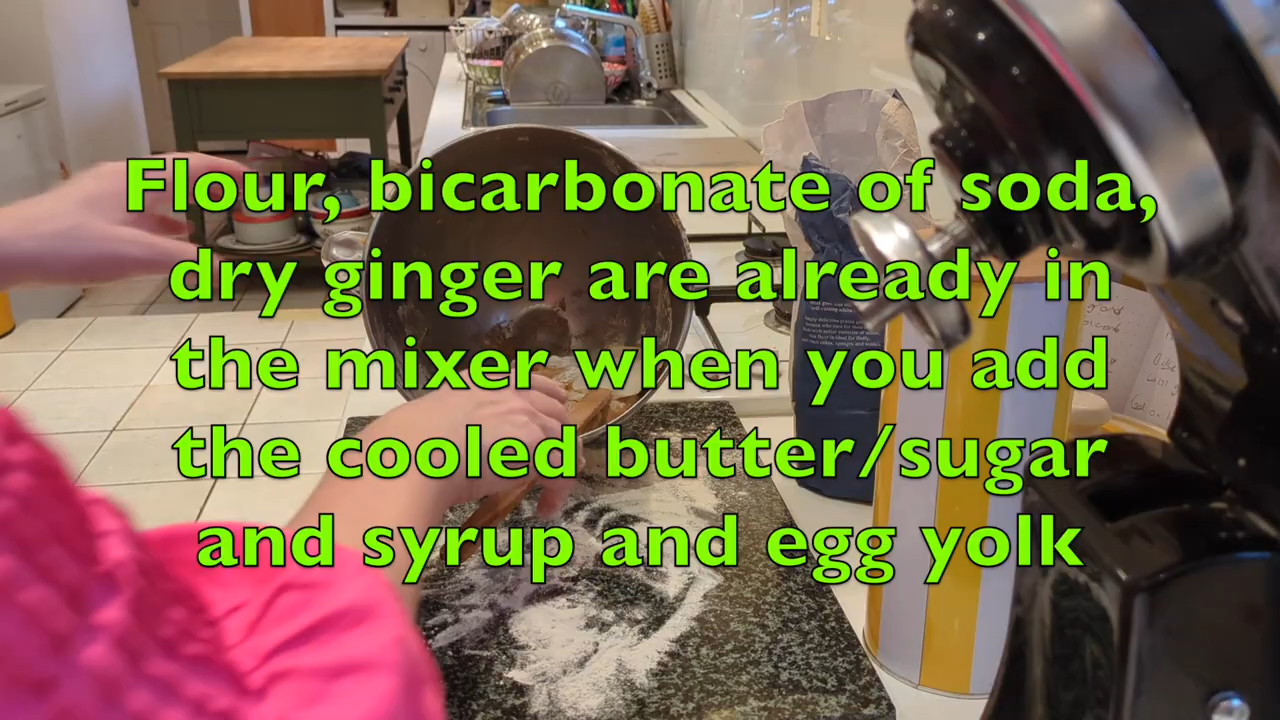 Flour, bicarbonate of soda,
dry ginger are already in
the mixer when you add
the cooled butter/sugar
and syrup and egg yolk